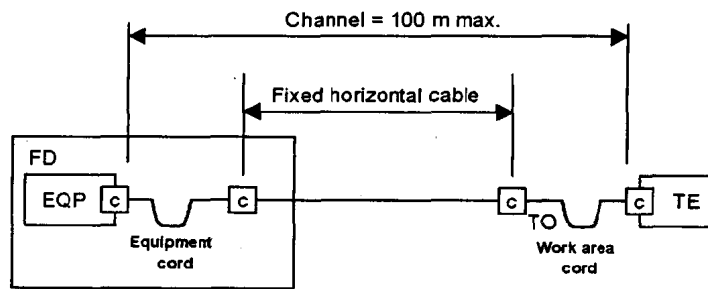 Channel = 100 m max.
Fixed horizontal cable
FD
EQP
C
C
C
C
TE
TO
Equipment
cord
Work area
cord